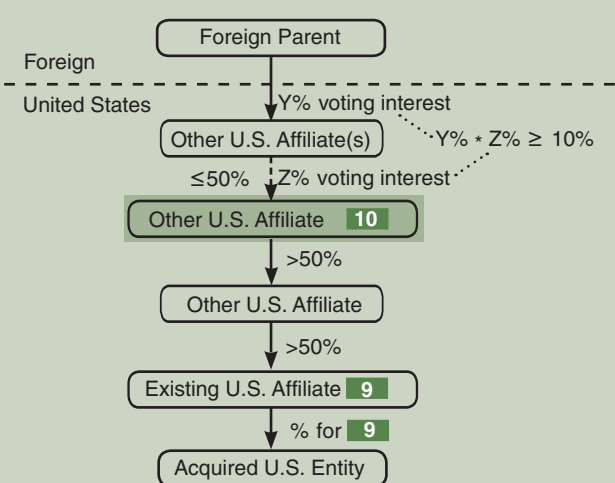 Foreign Parent
Foreign
United States
Y% voting interest
Other U.S. Affiliate(s)
Y% * Z% ≥ 10%
≤50%
Z% voting interest
Other U.S. Affiliate 10
>50%
Other U.S. Affiliate
>50%
Existing U.S. Affiliate 9
% for 9
Acquired U.S. Entity